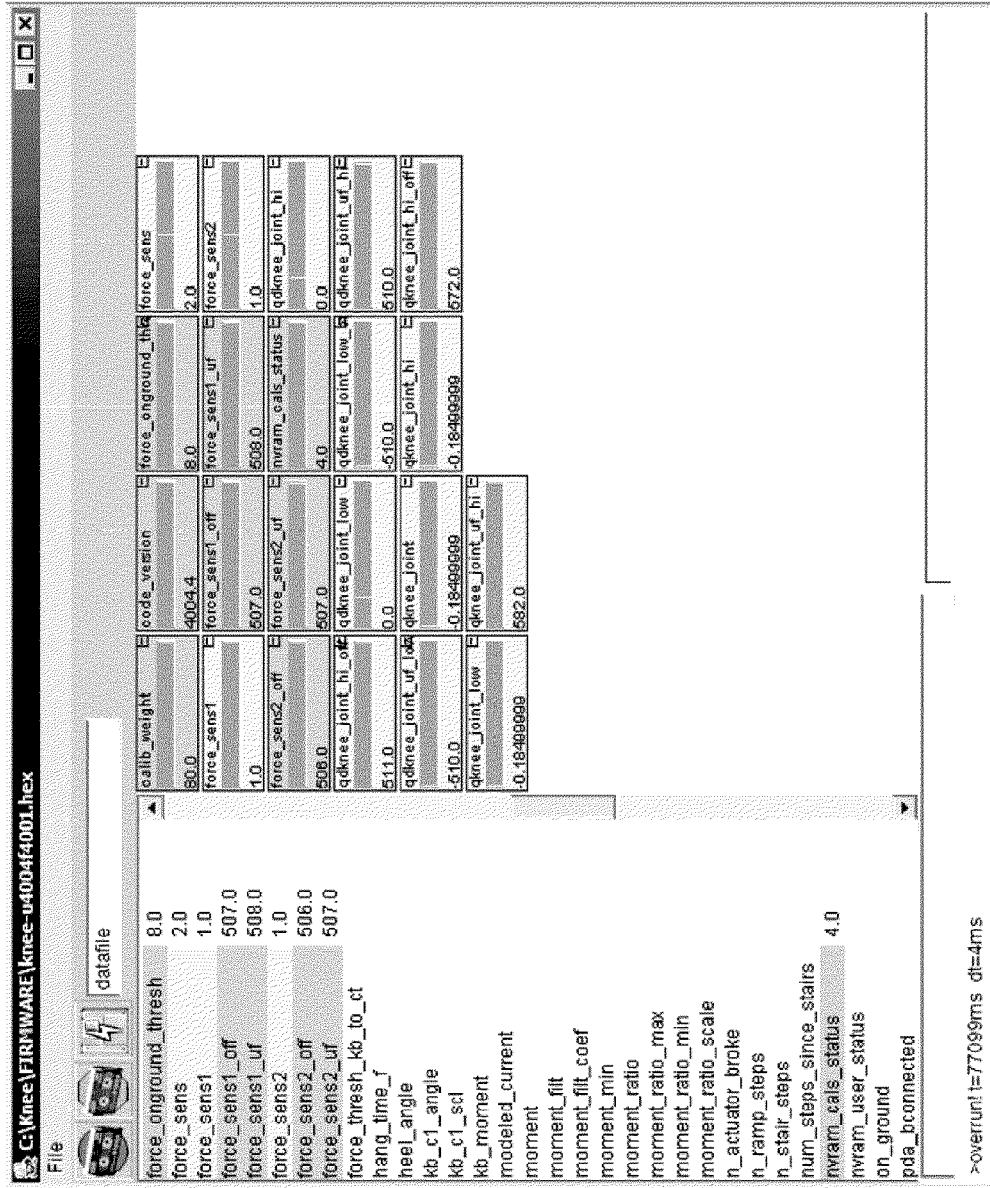 C:\Knee\FIRMWARE\knee-u4004f4001.hex
File
datafile
force_onground_thresh 8.0
force_sens 2.0
force_sens1 1.0
force_sens1_off 507.0
force_sens1_uf 508.0
force_sens2 1.0
force_sens2_off 506.0
force_sens2_uf 507.0
force_thresh_kb_to_ct
hang_time_f
heel_angle
kb_c1_angle
kb_c1_scl
kb_moment
modeled_current
moment
moment_filt
moment_filt_coef
moment_min
moment_ratio
moment_ratio_max
moment_ratio_min
moment_ratio_scale
n_actuator_broke
n_ramp_steps
n_stair_steps
num_steps_since_stairs
nvram_cals_status 4.0
nvram_user_status
on_ground
pda_bconnected
calib_weight
80.0
code_version
4004.4
force_onground_thr
8.0
force_sens
2.0
force_sens1
1.0
force_sens1_off
507.0
force_sens1_uf
508.0
force_sens2
1.0
force_sens2_off
506.0
force_sens2_uf
507.0
nvram_cals_status
4.0
qdknee_joint_hi
0.0
qdknee_joint_hi_off
511.0
qdknee_joint_low
0.0
qdknee_joint_low_
-510.0
qdknee_joint_uf_hi
510.0
qdknee_joint_uf_lo
-510.0
qknee_joint
-0.18499999
qknee_joint_hi
-0.18499999
qknee_joint_hi_off
572.0
qknee_joint_low
-0.18499999
qknee_joint_uf_hi
582.0
>overrun! t=77099ms dt=4ms